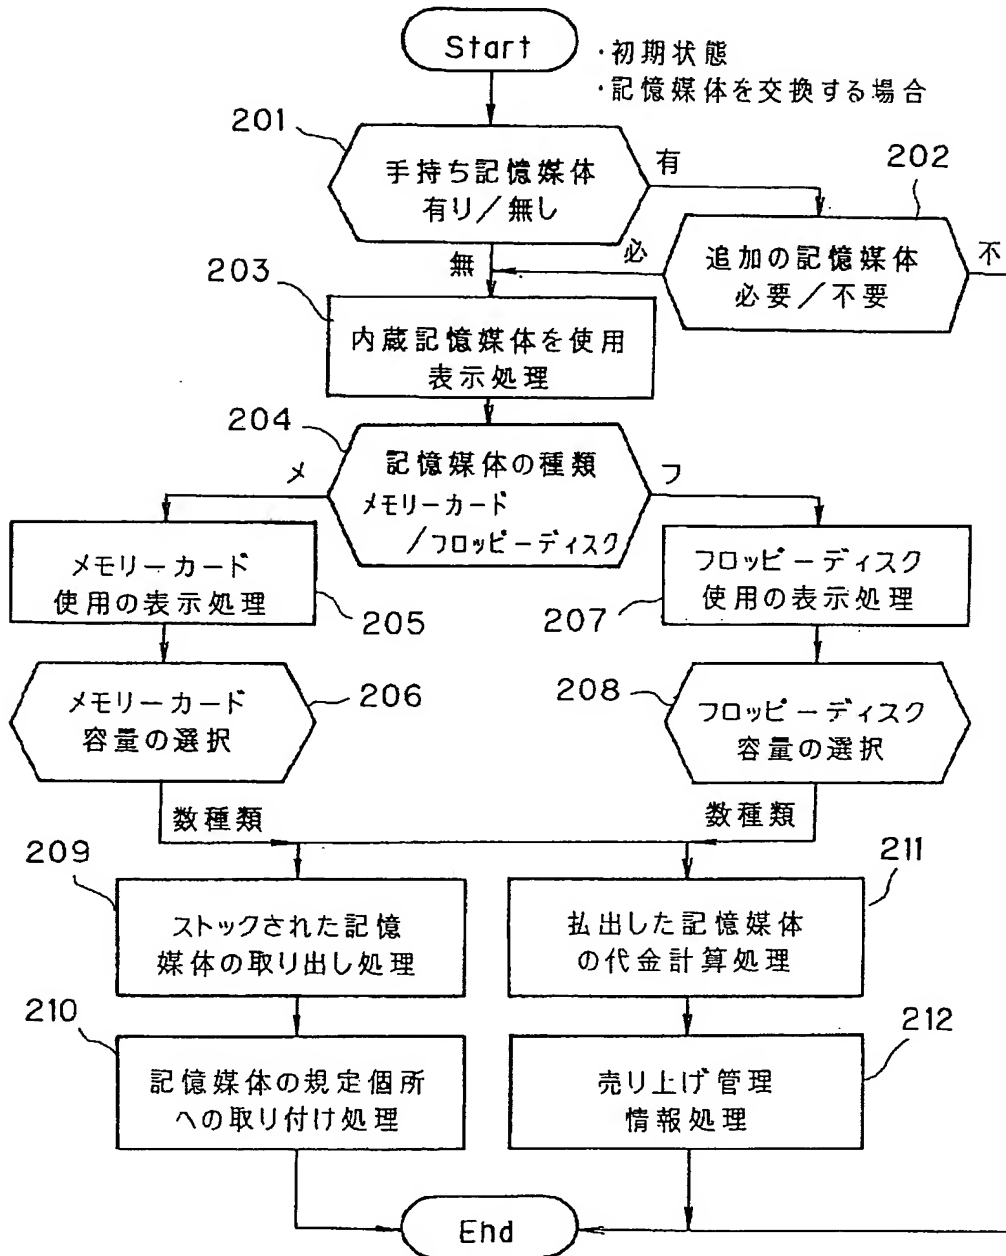 Start
・初期状態
・記憶媒体を交換する場合
201
手持ち記憶媒体
有り/無し
有
202
追加の記憶媒体
必要/不要
必
不
無
203
内蔵記憶媒体を使用
表示処理
204
記憶媒体の種類
メモリーカード
/フロッピーディスク
メ
フ
メモリーカード
使用の表示処理
205
フロッピーディスク
使用の表示処理
207
メモリーカード
容量の選択
206
フロッピーディスク
容量の選択
208
数種類
数種類
209
ストックされた記憶
媒体の取り出し処理
211
払出した記憶媒体
の代金計算処理
210
記憶媒体の規定個所
への取り付け処理
212
売り上げ管理
情報処理
End